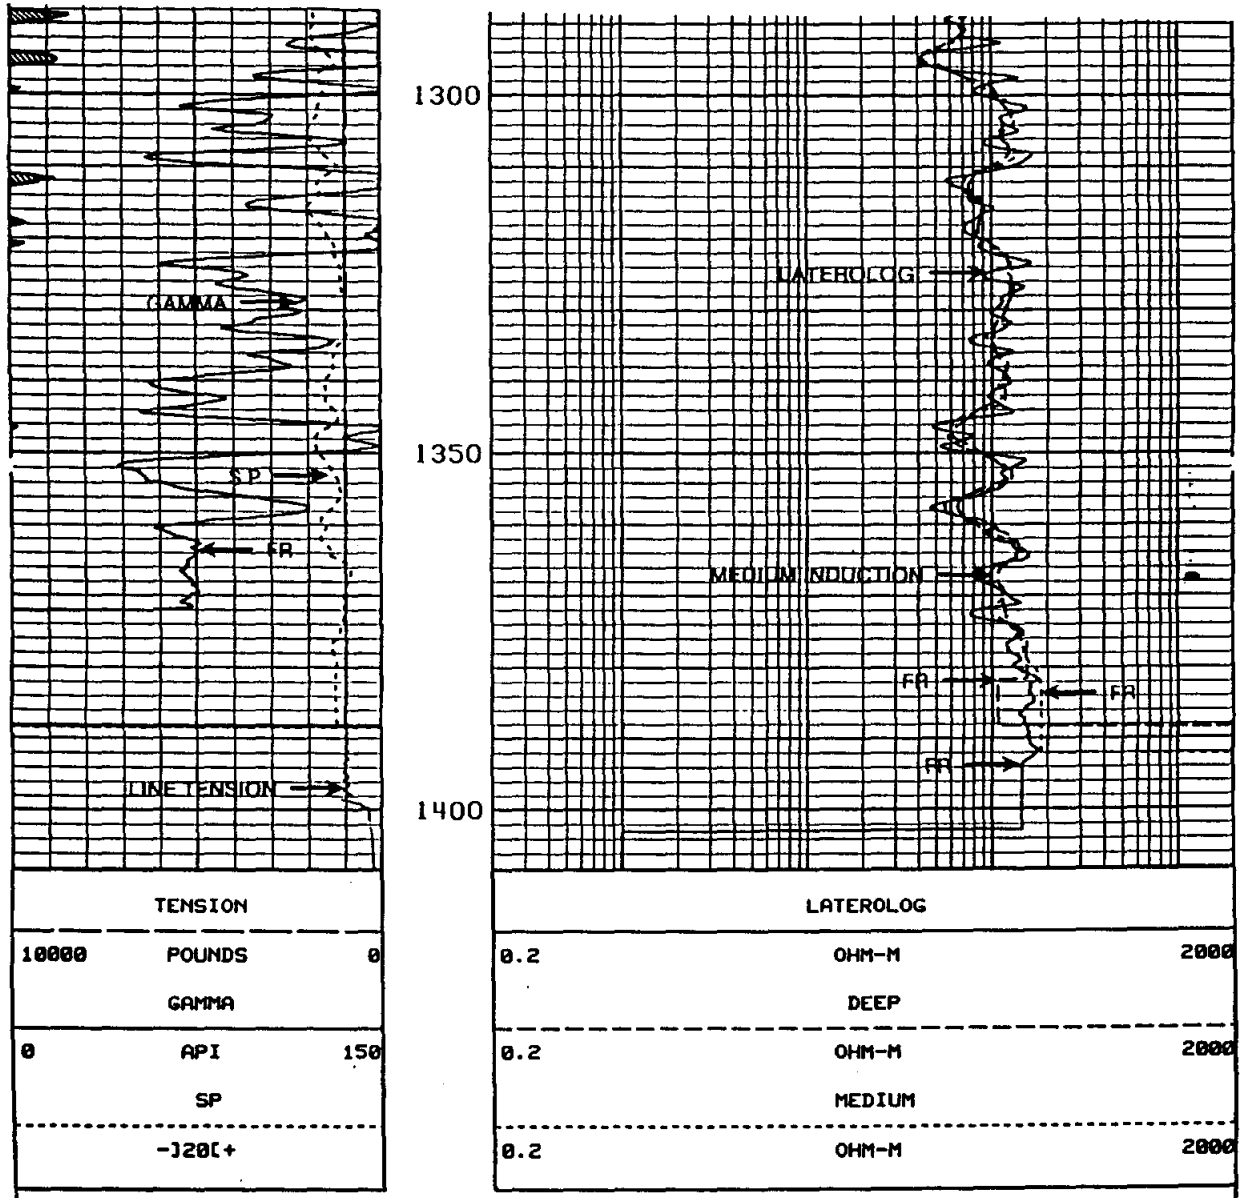 1300
LATEROLOG
GAMMA
1350
S.P.
FR
MEDIUM INDUCTION
FR
FR
FR
LINE TENSION
1400
TENSION
10000 POUNDS 0
GAMMA
0 API 150
SP
-]20[+
LATEROLOG
0.2 OHM-M 2000
DEEP
0.2 OHM-M 2000
MEDIUM
0.2 OHM-M 2000